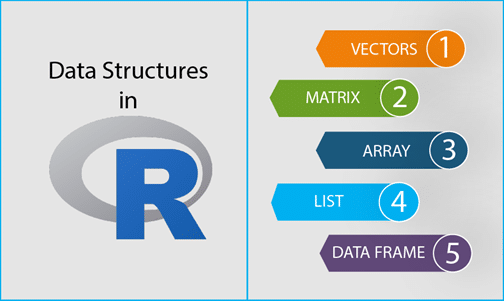 Data Structures
in
R
VECTORS 1
MATRIX 2
ARRAY 3
LIST 4
DATA FRAME 5